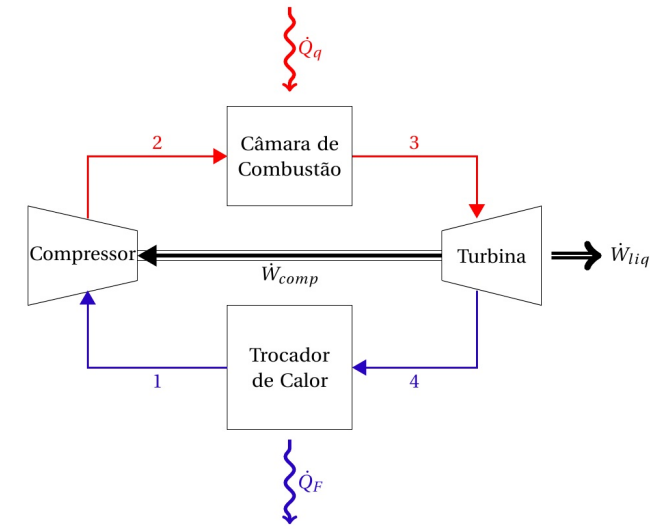 Q̇q
2
Câmara de
Combustão
3
Compressor
Ẇcomp
Turbina
Ẇliq
1
Trocador
de Calor
4
Q̇F